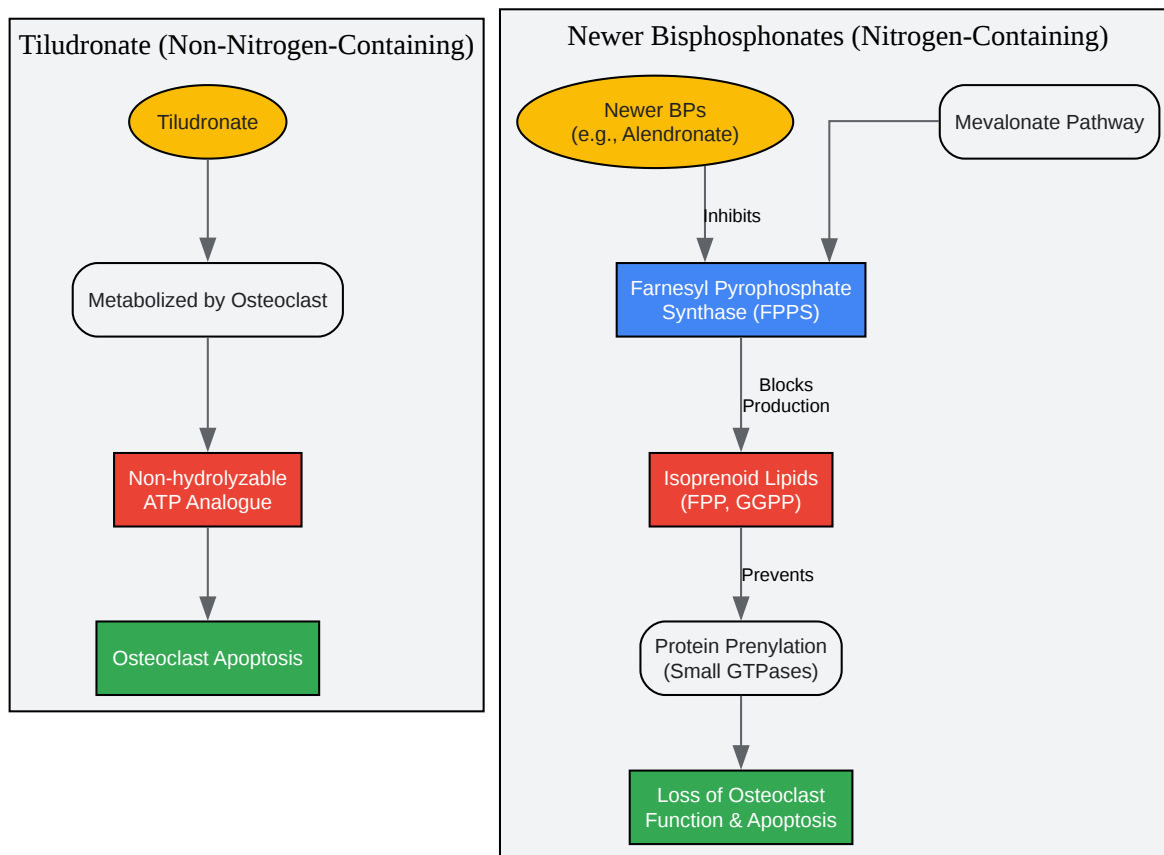 Tiludronate (Non-Nitrogen-Containing)
Tiludronate
Metabolized by Osteoclast
Non-hydrolyzable
ATP Analogue
Osteoclast Apoptosis
Newer Bisphosphonates (Nitrogen-Containing)
Newer BPs
(e.g., Alendronate)
Mevalonate Pathway
Inhibits
Farnesyl Pyrophosphate
Synthase (FPPS)
Blocks
Production
Isoprenoid Lipids
(FPP, GGPP)
Prevents
Protein Prenylation
(Small GTPases)
Loss of Osteoclast
Function & Apoptosis